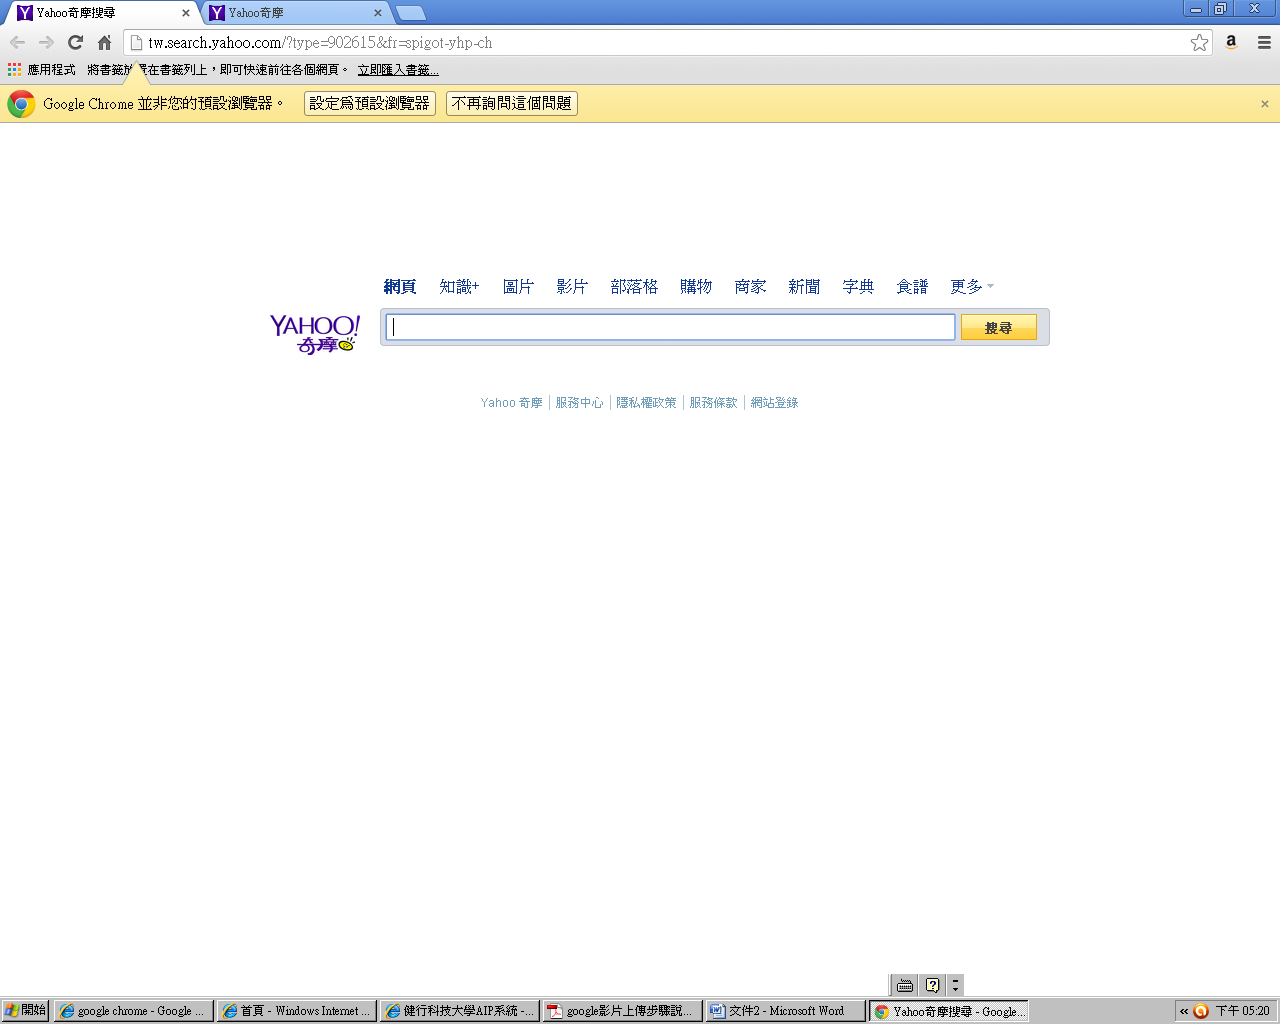 Yahoo奇摩搜尋 Yahoo奇摩
tw.search.yahoo.com/?type=902615&fr=spigot-yhp-ch
應用程式 將書籤放置在書籤列上，即可快速前往各個網頁。 立即匯入書籤...
Google Chrome 並非您的預設瀏覽器。 設定為預設瀏覽器 不再詢問這個問題
網頁 知識+ 圖片 影片 部落格 購物 商家 新聞 字典 食譜 更多
YAHOO! 奇摩 搜尋
Yahoo 奇摩 服務中心 隱私權政策 服務條款 網站登錄
開始 google chrome - Google ... 首頁 - Windows Internet ... 健行科技大學AIP系統 -... google影片上傳步驟說... 文件2 - Microsoft Word Yahoo奇摩搜尋 - Google... « 下午 05:20